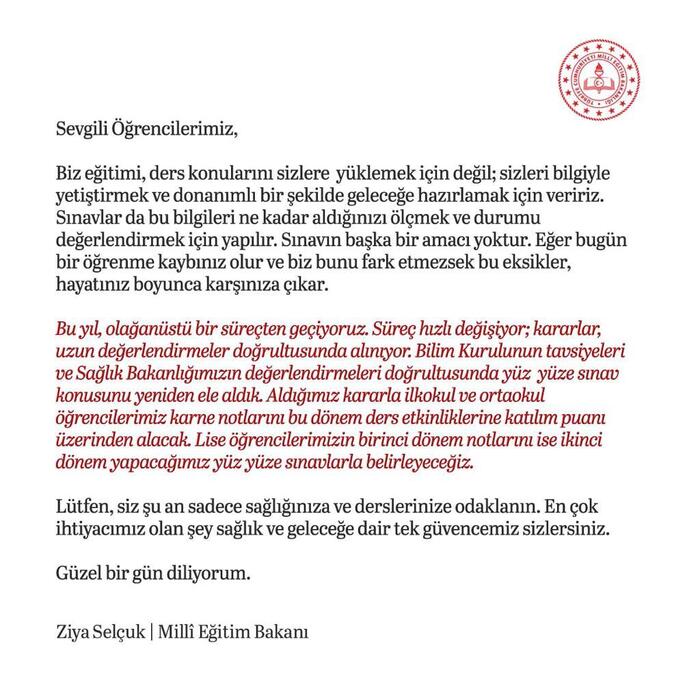 TÜRKİYE CUMHURİYETİ MİLLÎ EĞİTİM BAKANLIĞI
Sevgili Öğrencilerimiz,
Biz eğitimi, ders konularını sizlere yüklemek için değil; sizleri bilgiyle
yetiştirmek ve donanımlı bir şekilde geleceğe hazırlamak için veririz.
Sınavlar da bu bilgileri ne kadar aldığınızı ölçmek ve durumu
değerlendirmek için yapılır. Sınavın başka bir amacı yoktur. Eğer bugün
bir öğrenme kaybınız olur ve biz bunu fark etmezsek bu eksikler,
hayatınız boyunca karşınıza çıkar.
Bu yıl, olağanüstü bir süreçten geçiyoruz. Süreç hızlı değişiyor; kararlar,
uzun değerlendirmeler doğrultusunda alınıyor. Bilim Kurulunun tavsiyeleri
ve Sağlık Bakanlığımızın değerlendirmeleri doğrultusunda yüz yüze sınav
konusunu yeniden ele aldık. Aldığımız kararla ilkokul ve ortaokul
öğrencilerimiz karne notlarını bu dönem ders etkinliklerine katılım puanı
üzerinden alacak. Lise öğrencilerimizin birinci dönem notlarını ise ikinci
dönem yapacağımız yüz yüze sınavlarla belirleyeceğiz.
Lütfen, siz şu an sadece sağlığınıza ve derslerinize odaklanın. En çok
ihtiyacımız olan şey sağlık ve geleceğe dair tek güvencemiz sizlersiniz.
Güzel bir gün diliyorum.
Ziya Selçuk | Millî Eğitim Bakanı